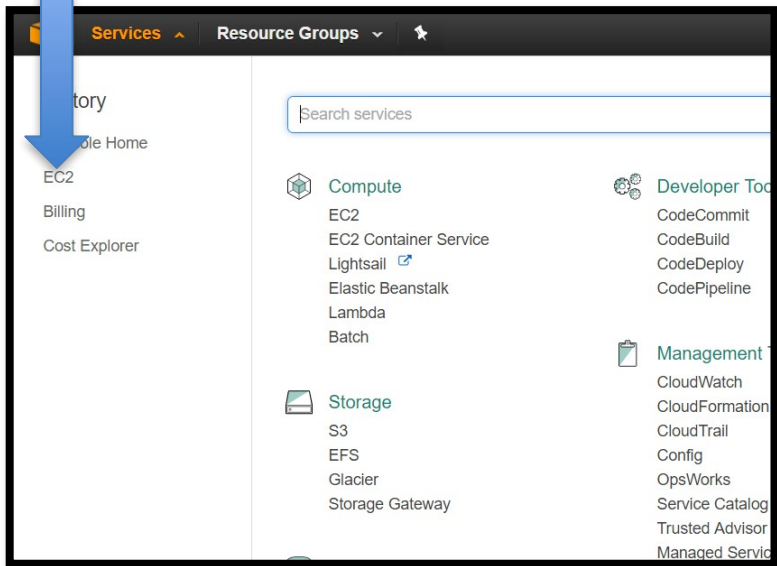 Services
Resource Groups
tory
ole Home
EC2
Billing
Cost Explorer
Search services
Compute
EC2
EC2 Container Service
Lightsail
Elastic Beanstalk
Lambda
Batch
Storage
S3
EFS
Glacier
Storage Gateway
Developer Too
CodeCommit
CodeBuild
CodeDeploy
CodePipeline
Management
CloudWatch
CloudFormation
CloudTrail
Config
OpsWorks
Service Catalog
Trusted Advisor
Managed Servic